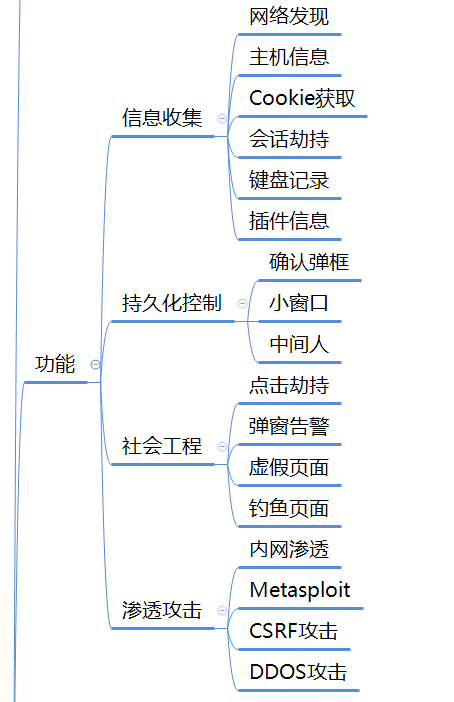 网络发现
主机信息
信息收集
Cookie获取
会话劫持
键盘记录
插件信息
确认弹框
持久化控制
小窗口
中间人
功能
点击劫持
弹窗告警
社会工程
虚假页面
钓鱼页面
内网渗透
Metasploit
渗透攻击
CSRF攻击
DDOS攻击